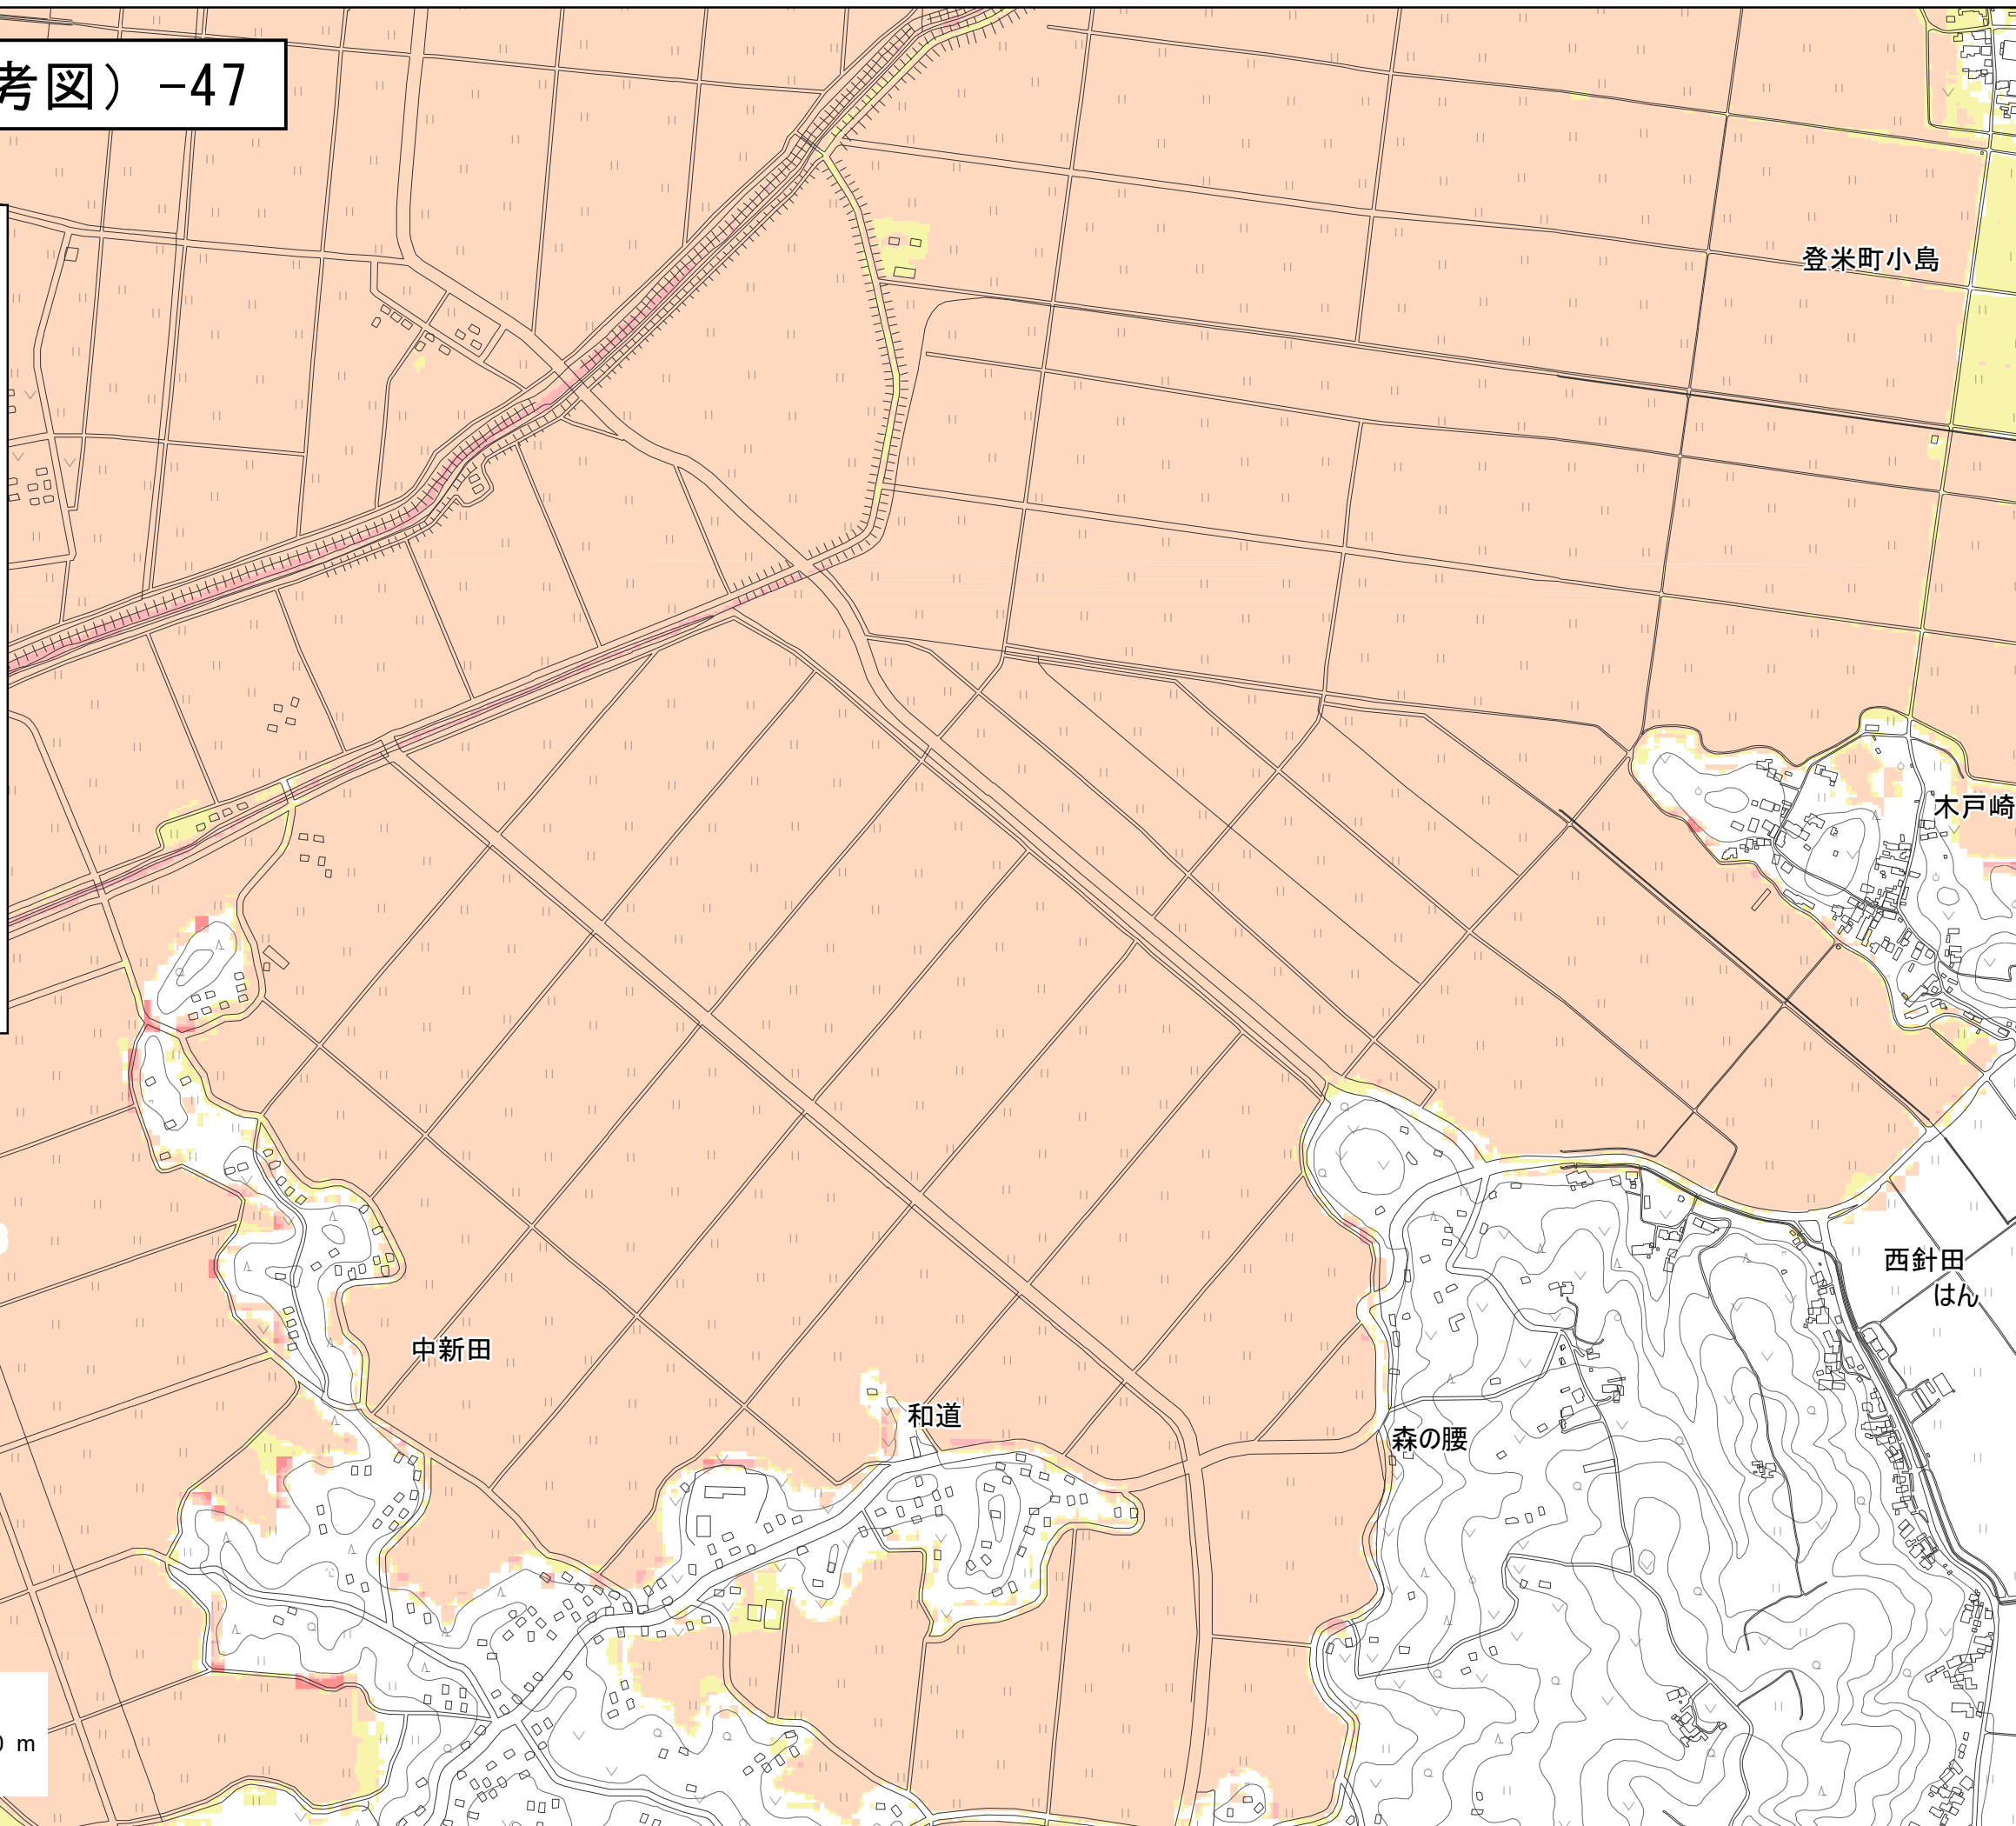 考図）－47
登米町小島
木戸崎
西針田
はん
中新田
和道
森の腰
0 m